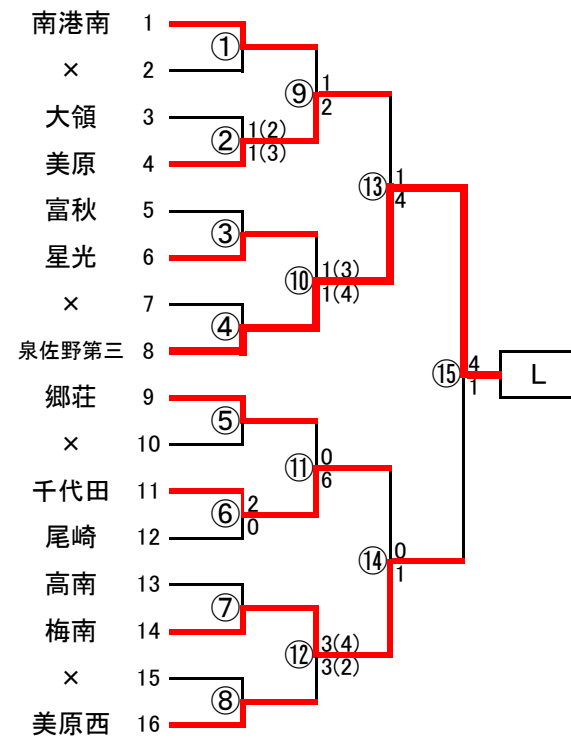 南港南 1
①
× 2
⑨ 1
2
大領 3
② 1(2)
1(3)
美原 4
⑬ 1
4
富秋 5
③
星光 6
⑩ 1(3)
1(4)
× 7
④
泉佐野第三 8
⑮ 4
1
L
郷荘 9
⑤
× 10
⑪ 0
6
千代田 11
⑥ 2
0
尾崎 12
⑭ 0
1
高南 13
⑦
梅南 14
⑫ 3(4)
3(2)
× 15
⑧
美原西 16